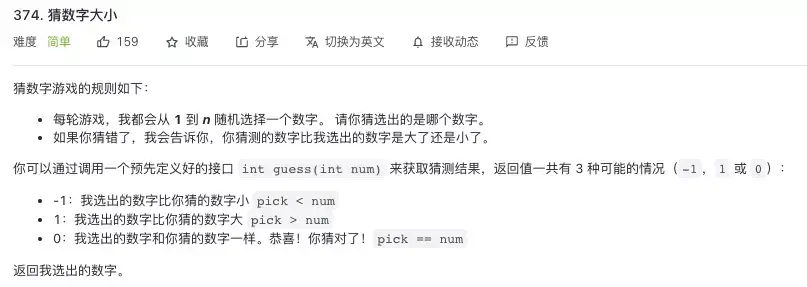 374. 猜数字大小
难度 简单 159 收藏 分享 切换为英文 接收动态 反馈
猜数字游戏的规则如下：
• 每轮游戏，我都会从 1 到 n 随机选择一个数字。 请你猜选出的是哪个数字。
• 如果你猜错了，我会告诉你，你猜测的数字比我选出的数字是大了还是小了。
你可以通过调用一个预先定义好的接口 int guess(int num) 来获取猜测结果，返回值一共有 3 种可能的情况（-1，1 或 0）：
• -1：我选出的数字比你猜的数字小 pick < num
• 1：我选出的数字比你猜的数字大 pick > num
• 0：我选出的数字和你猜的数字一样。恭喜！你猜对了！pick == num
返回我选出的数字。